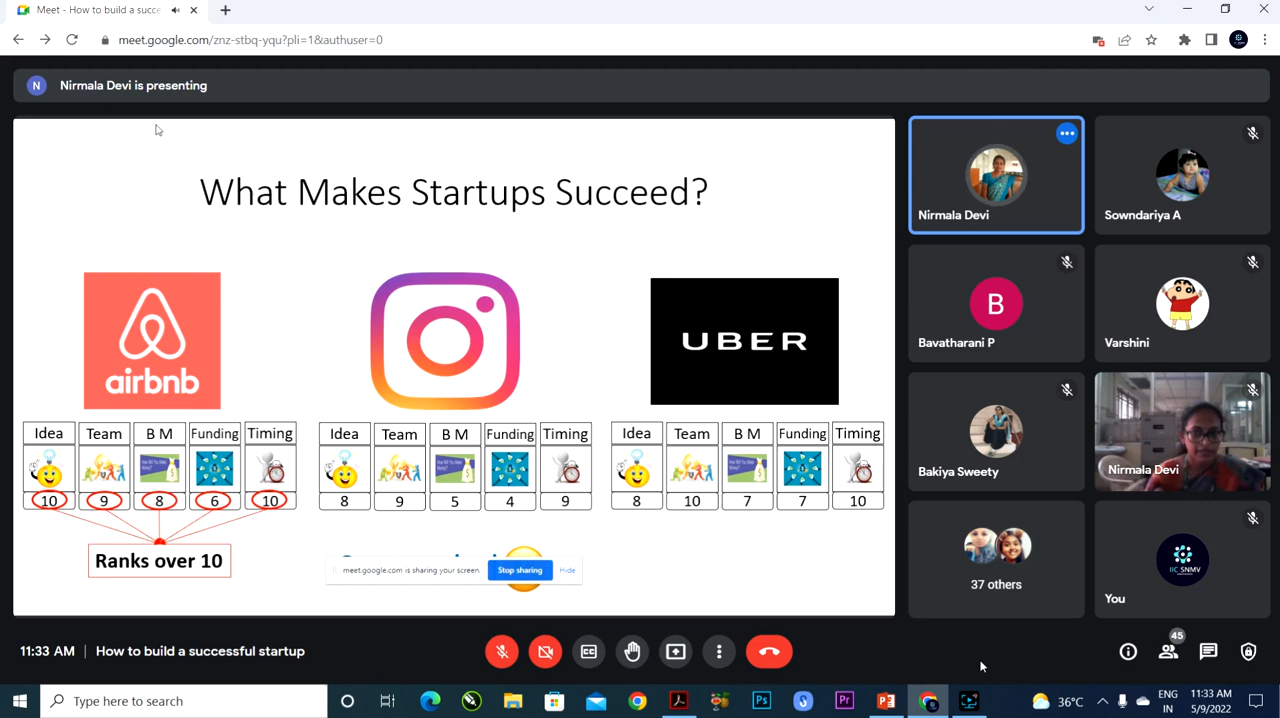 Meet - How to build a succe
meet.google.com/znz-stbq-yqu?pli=1&authuser=0
N Nirmala Devi is presenting
What Makes Startups Succeed?
airbnb
UBER
Idea Team B M Funding Timing
10 9 8 6 10
Idea Team B M Funding Timing
8 9 5 4 9
Idea Team B M Funding Timing
8 10 7 7 10
Ranks over 10
meet.google.com is sharing your screen. Stop sharing Hide
Nirmala Devi
Sowndariya A
B
Bavatharani P
Varshini
Bakiya Sweety
Nirmala Devi
37 others
IIC_SNMV
You
11:33 AM | How to build a successful startup
45
Type here to search
Ps
Pr
36°C
ENG
IN
11:33 AM
5/9/2022